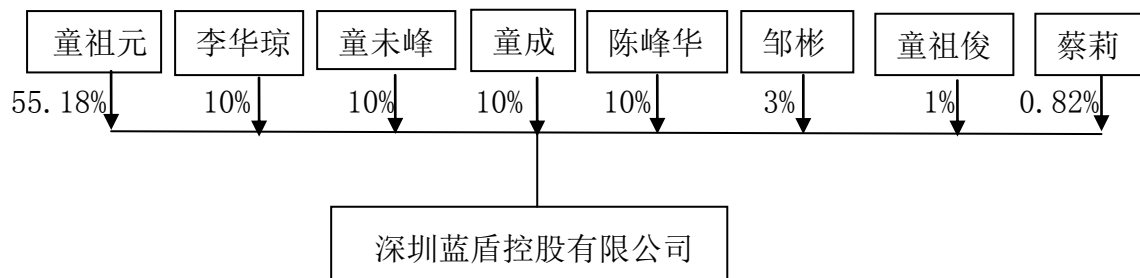 童祖元 李华琼 童未峰 童成 陈峰华 邹彬 童祖俊 蔡莉
55.18% 10% 10% 10% 10% 3% 1% 0.82%
深圳蓝盾控股有限公司